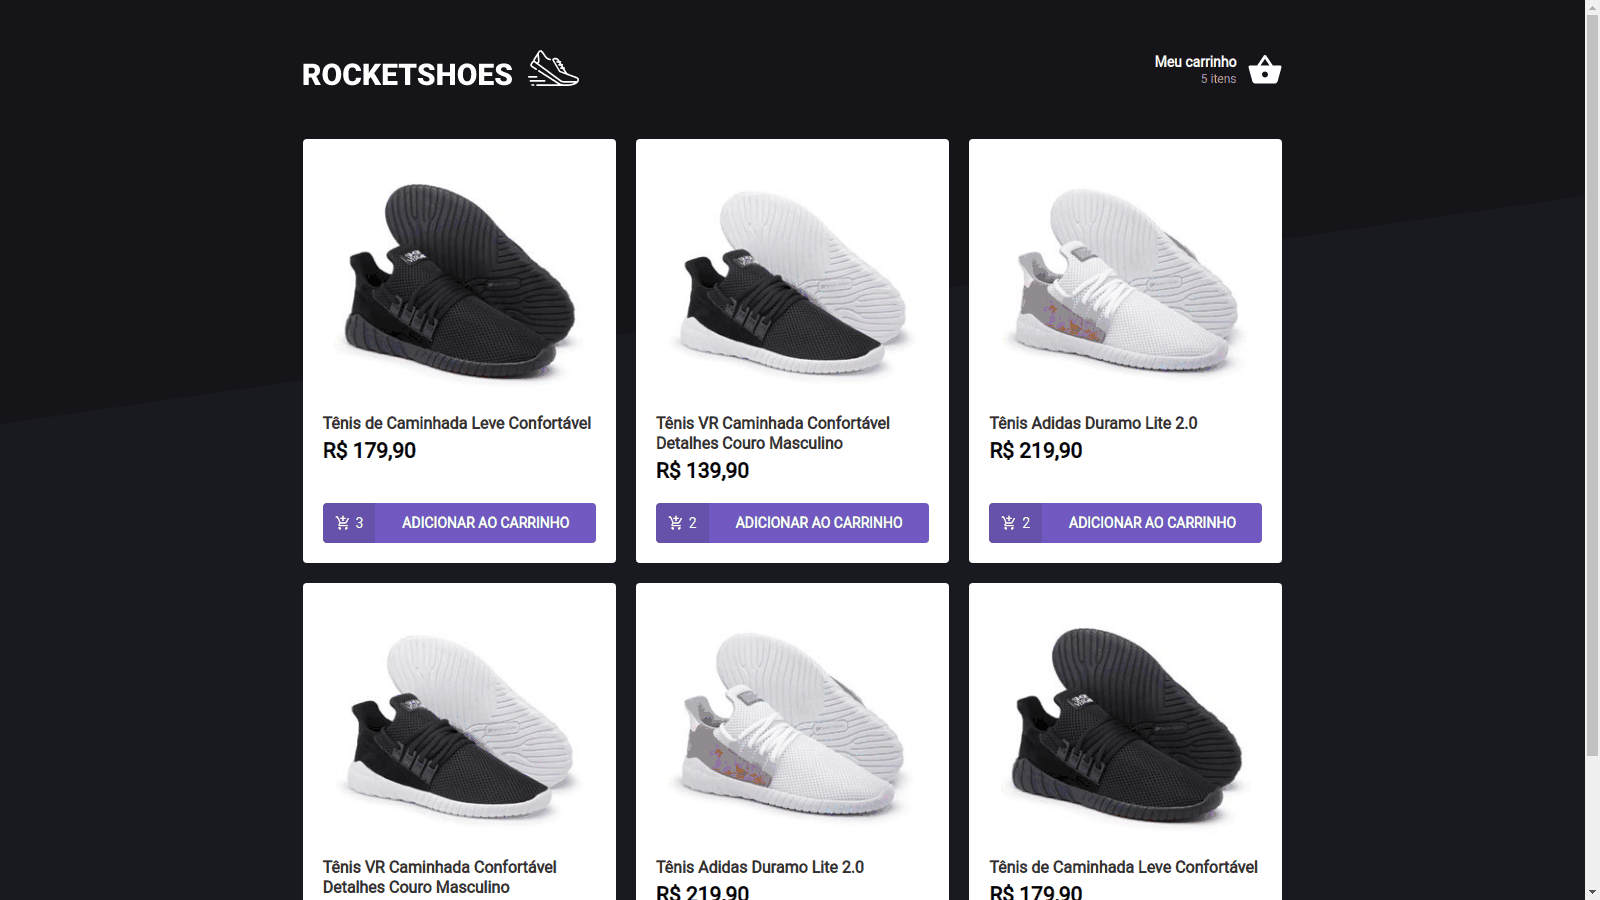 ROCKETSHOES
Meu carrinho
5 itens
Tênis de Caminhada Leve Confortável
R$ 179,90
3 ADICIONAR AO CARRINHO
Tênis VR Caminhada Confortável
Detalhes Couro Masculino
R$ 139,90
2 ADICIONAR AO CARRINHO
Tênis Adidas Duramo Lite 2.0
R$ 219,90
2 ADICIONAR AO CARRINHO
Tênis VR Caminhada Confortável
Detalhes Couro Masculino
Tênis Adidas Duramo Lite 2.0
R$ 219,90
Tênis de Caminhada Leve Confortável
R$ 179,90